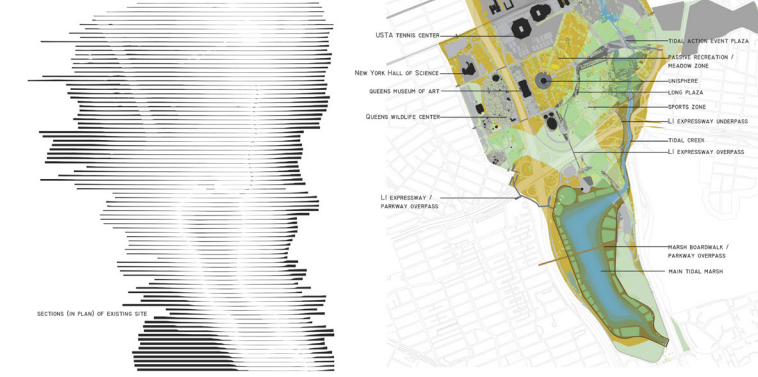 USTA TENNIS CENTER
NEW YORK HALL OF SCIENCE
QUEENS MUSEUM OF ART
QUEENS WILDLIFE CENTER
LI EXPRESSWAY /
PARKWAY OVERPASS
SECTIONS (IN PLAN) OF EXISTING SITE
TIDAL ACTION EVENT PLAZA
PASSIVE RECREATION /
MEADOW ZONE
UNISPHERE
LONG PLAZA
SPORTS ZONE
LI EXPRESSWAY UNDERPASS
TIDAL CREEK
LI EXPRESSWAY OVERPASS
MARSH BOARDWALK /
PARKWAY OVERPASS
MAIN TIDAL MARSH